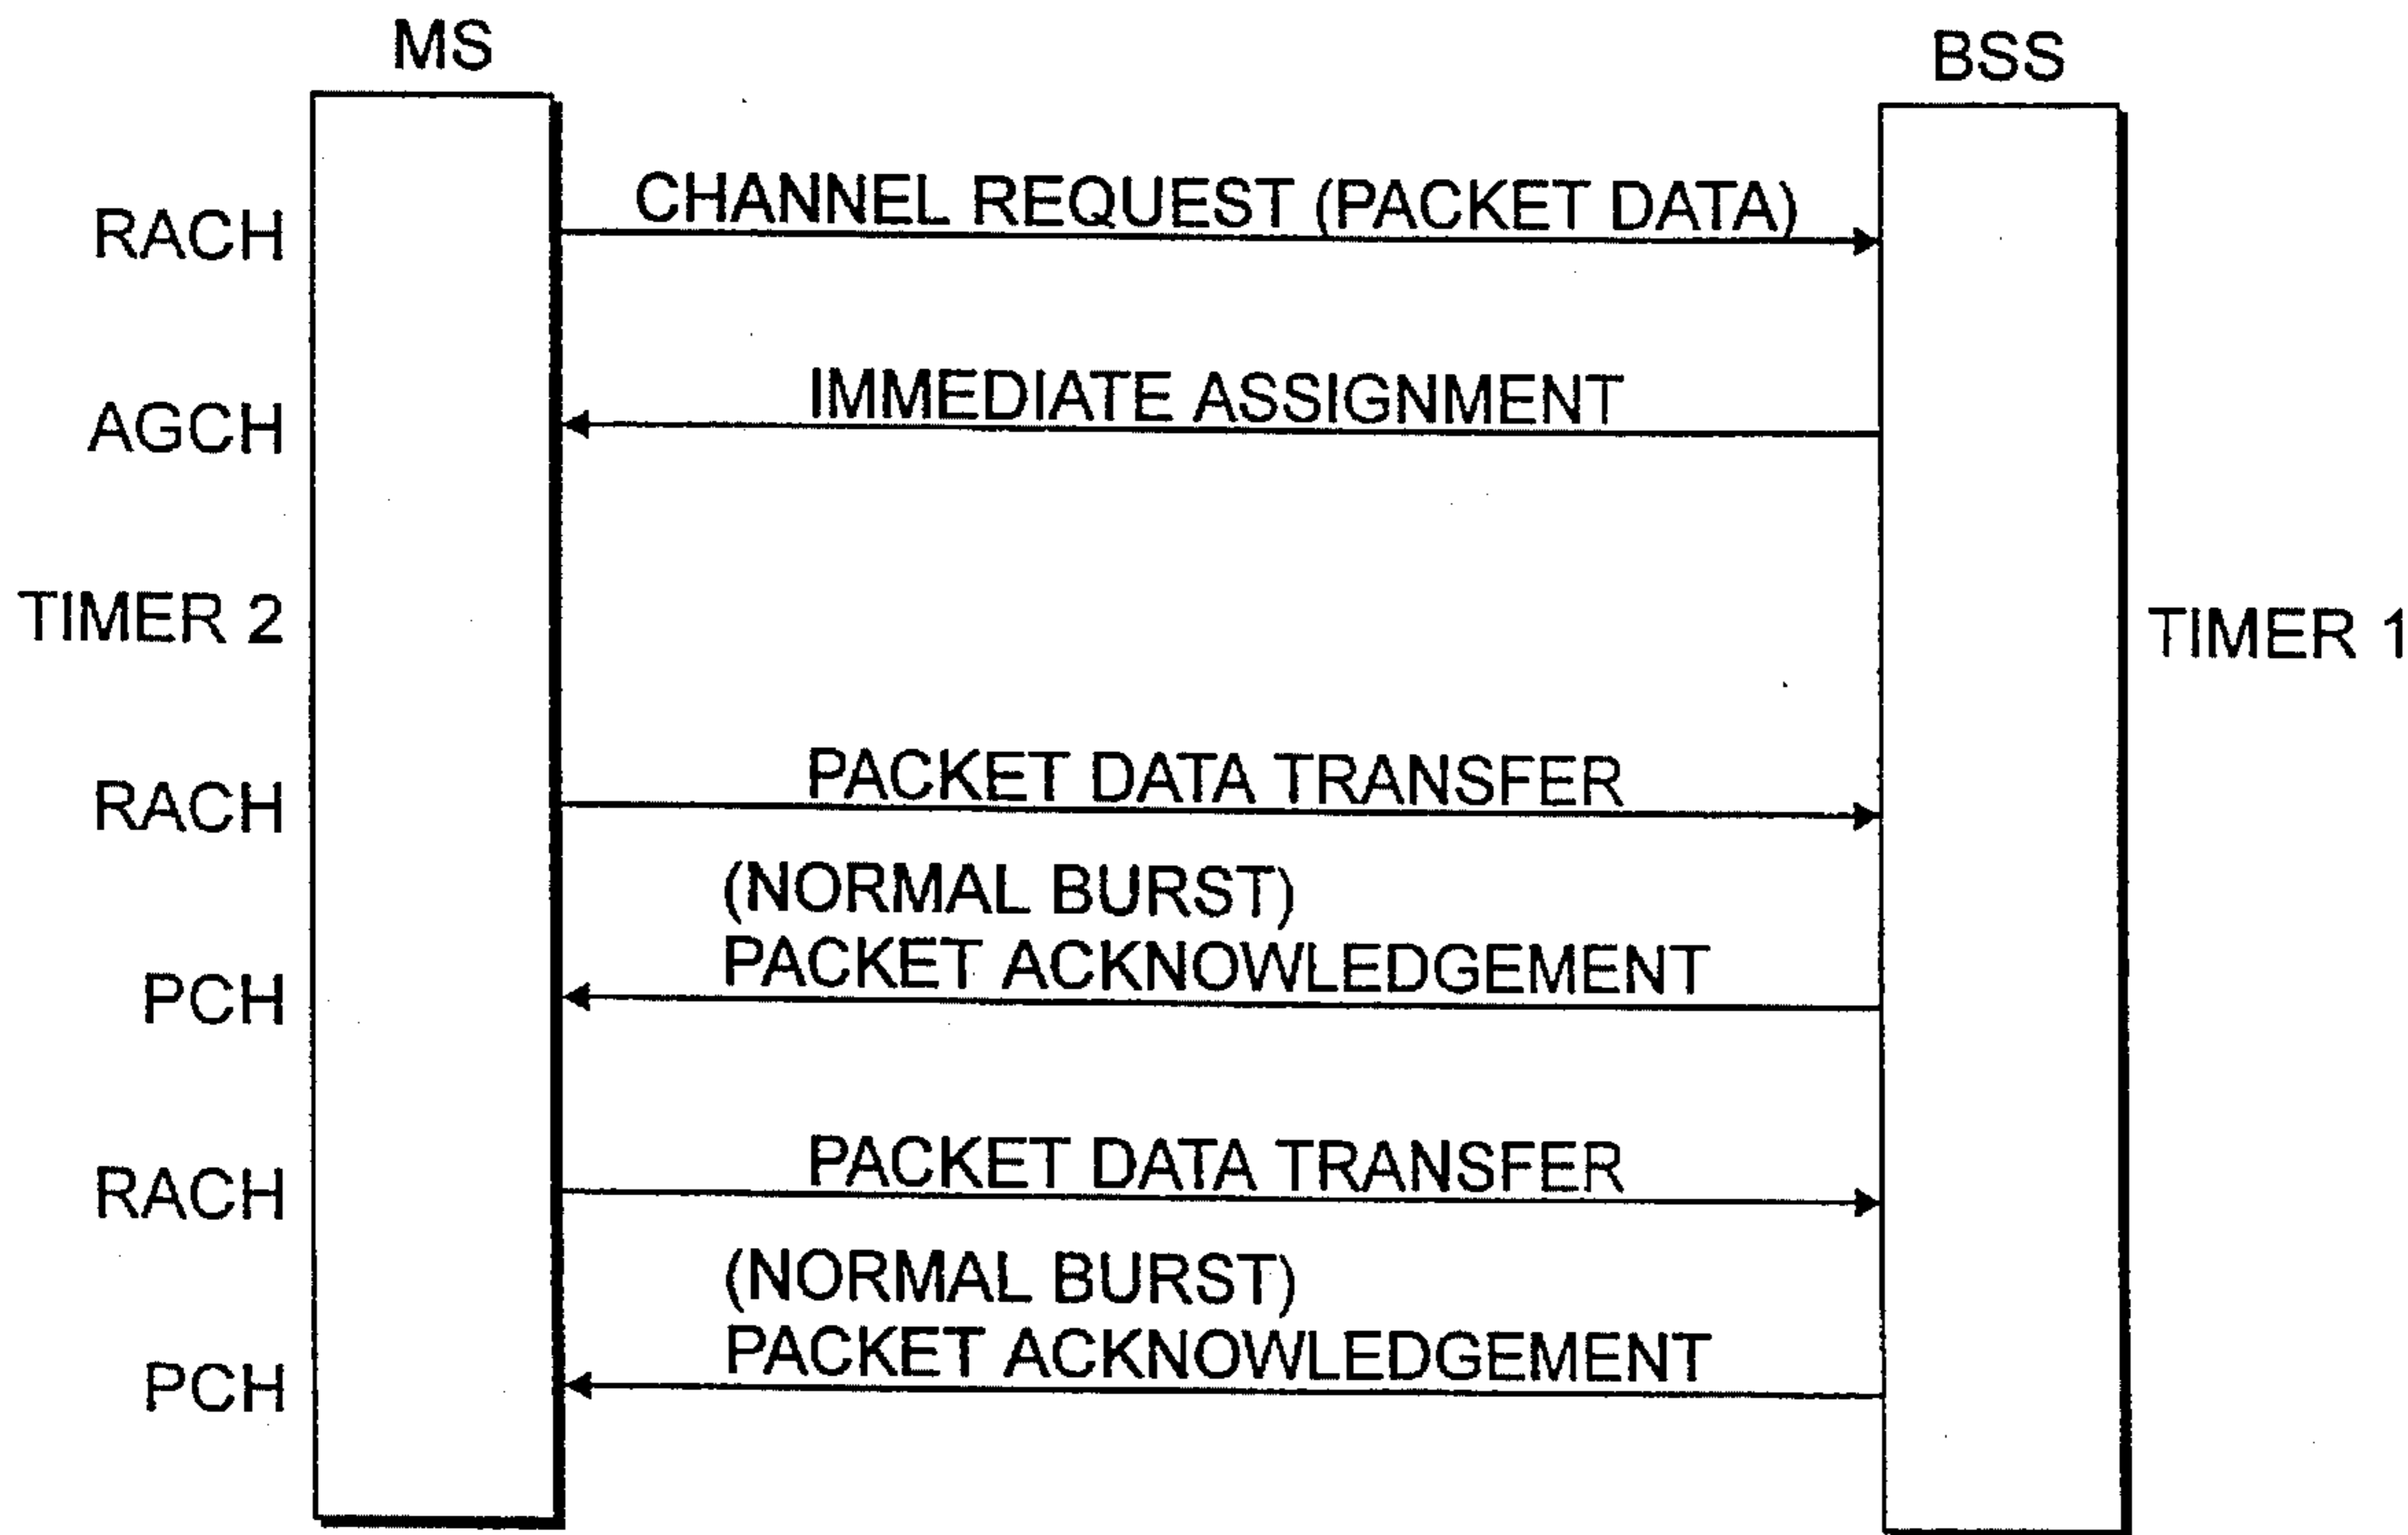 MS
BSS
RACH
CHANNEL REQUEST (PACKET DATA)
AGCH
IMMEDIATE ASSIGNMENT
TIMER 2
TIMER 1
RACH
PACKET DATA TRANSFER
(NORMAL BURST)
PCH
PACKET ACKNOWLEDGEMENT
RACH
PACKET DATA TRANSFER
(NORMAL BURST)
PCH
PACKET ACKNOWLEDGEMENT